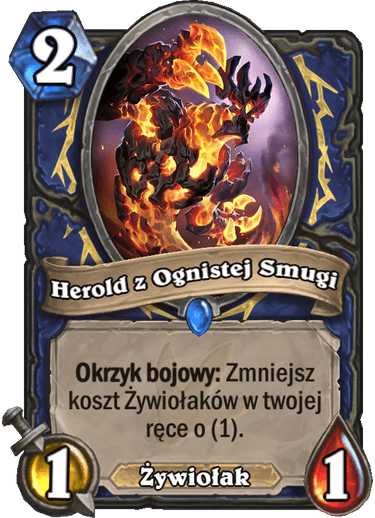 2
Herold z Ognistej Smugi
Okrzyk bojowy: Zmniejsz
koszt Żywiołaków w twojej
ręce o (1).
1
Żywiołak
1